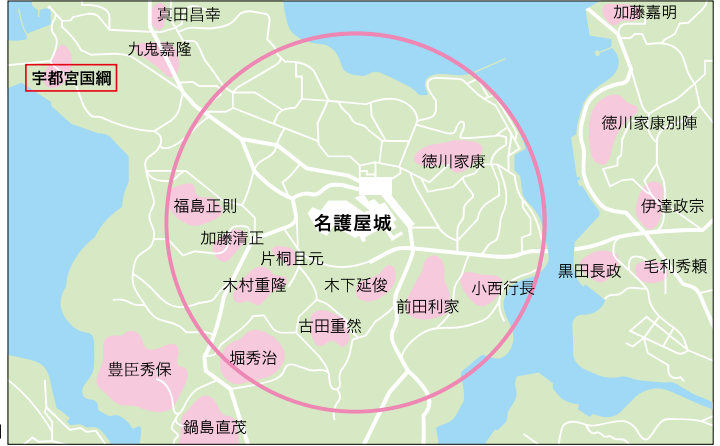 真田昌幸
加藤嘉明
九鬼嘉隆
宇都宮国綱
徳川家康別陣
徳川家康
福島正則
伊達政宗
名護屋城
加藤清正
片桐且元
黒田長政
毛利秀頼
木村重隆
木下延俊
小西行長
前田利家
古田重然
堀秀治
豊臣秀保
鍋島直茂